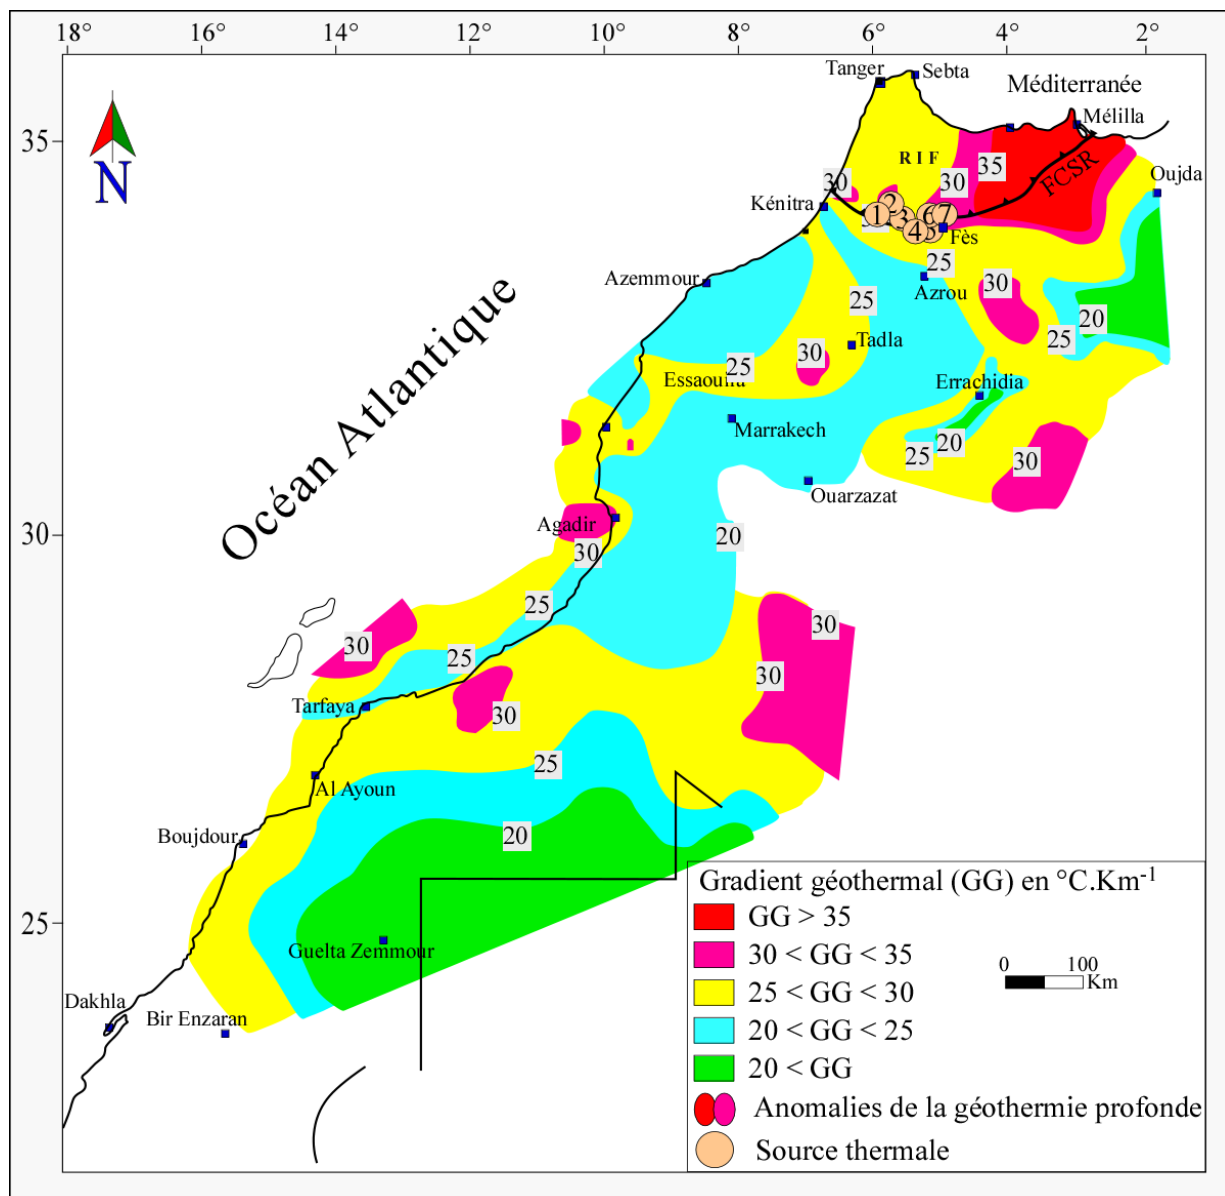 18° 16° 14° 12° 10° 8° 6° 4° 2°
Tanger
Sebta
Méditerranée
Mélilla
35
N
R I F
35
30
30
FCSR
Oujda
Kénitra
1 2 3 4 5 6 7
Fès
25
Azemmour
Azrou
30
25
20
25
Tadla
30
25
Essaouira
Errachidia
Marrakech
20
25
30
Ouarzazat
Océan Atlantique
Agadir
30
30
20
25
30
30
25
30
30
Tarfaya
25
Al Ayoun
Boujdour
20
25
Guelta Zemmour
Dakhla
Bir Enzaran
Gradient géothermal (GG) en °C.Km-1
GG > 35
30 < GG < 35
25 < GG < 30
20 < GG < 25
20 < GG
0 100
Km
Anomalies de la géothermie profonde
Source thermale